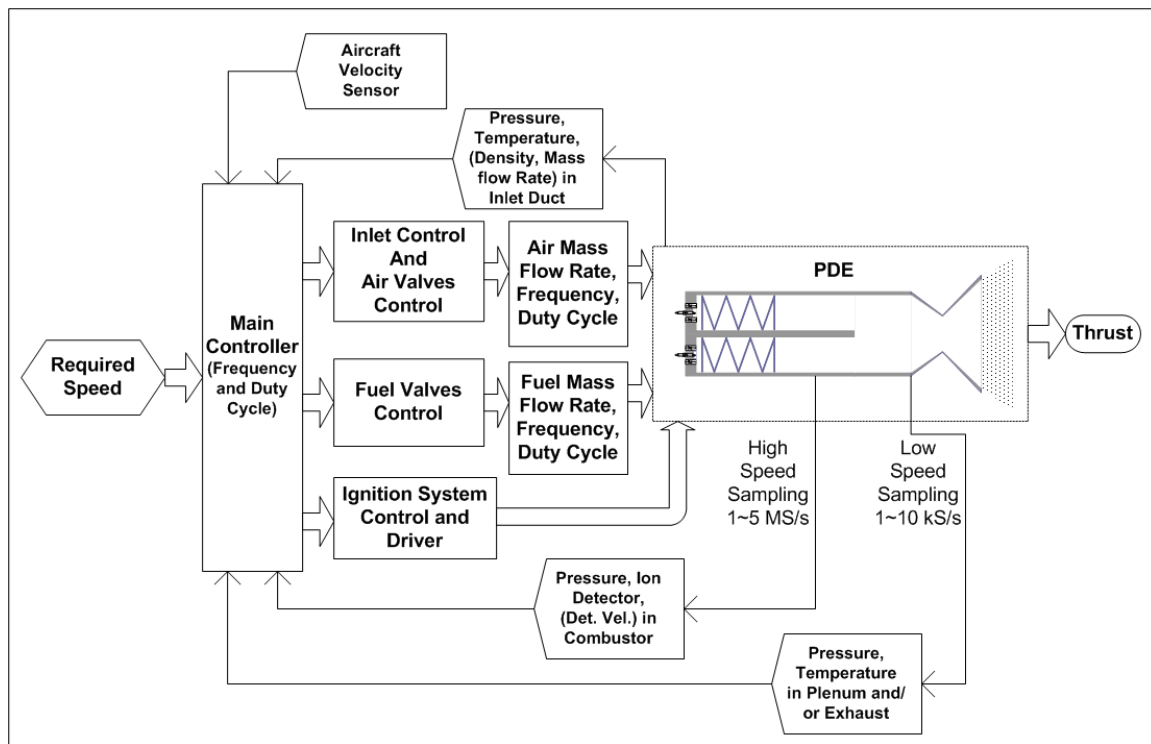 Aircraft
Velocity
Sensor
Pressure,
Temperature,
(Density, Mass
flow Rate) in
Inlet Duct
Required
Speed
Main
Controller
(Frequency
and Duty
Cycle)
Inlet Control
And
Air Valves
Control
Air Mass
Flow Rate,
Frequency,
Duty Cycle
Fuel Valves
Control
Fuel Mass
Flow Rate,
Frequency,
Duty Cycle
Ignition System
Control and
Driver
PDE
Thrust
High
Speed
Sampling
1~5 MS/s
Low
Speed
Sampling
1~10 kS/s
Pressure, Ion
Detector,
(Det. Vel.) in
Combustor
Pressure,
Temperature
in Plenum and/
or Exhaust